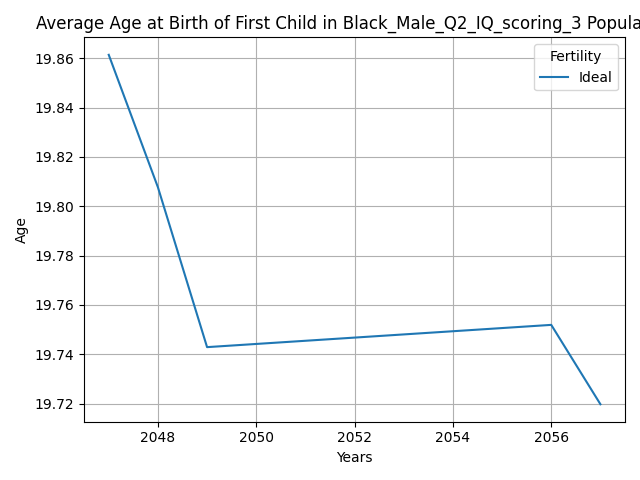 Average Age at Birth of First Child in Black_Male_Q2_IQ_scoring_3 Popula
Fertility
Ideal
19.86
19.84
19.82
19.80
19.78
19.76
19.74
19.72
Age
2048 2050 2052 2054 2056
Years